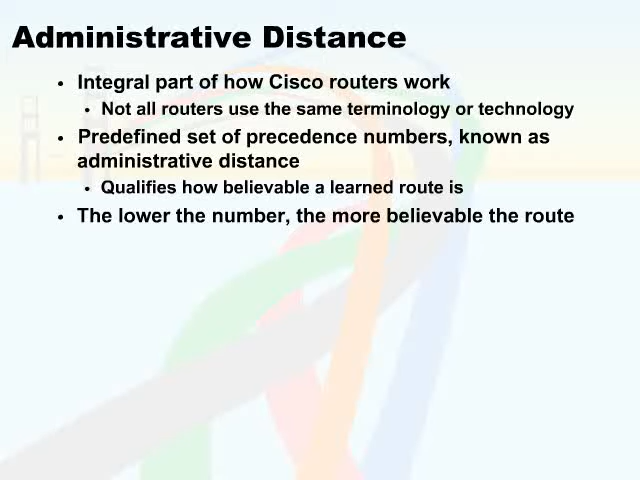 Administrative Distance
• Integral part of how Cisco routers work
• Not all routers use the same terminology or technology
• Predefined set of precedence numbers, known as
administrative distance
• Qualifies how believable a learned route is
• The lower the number, the more believable the route